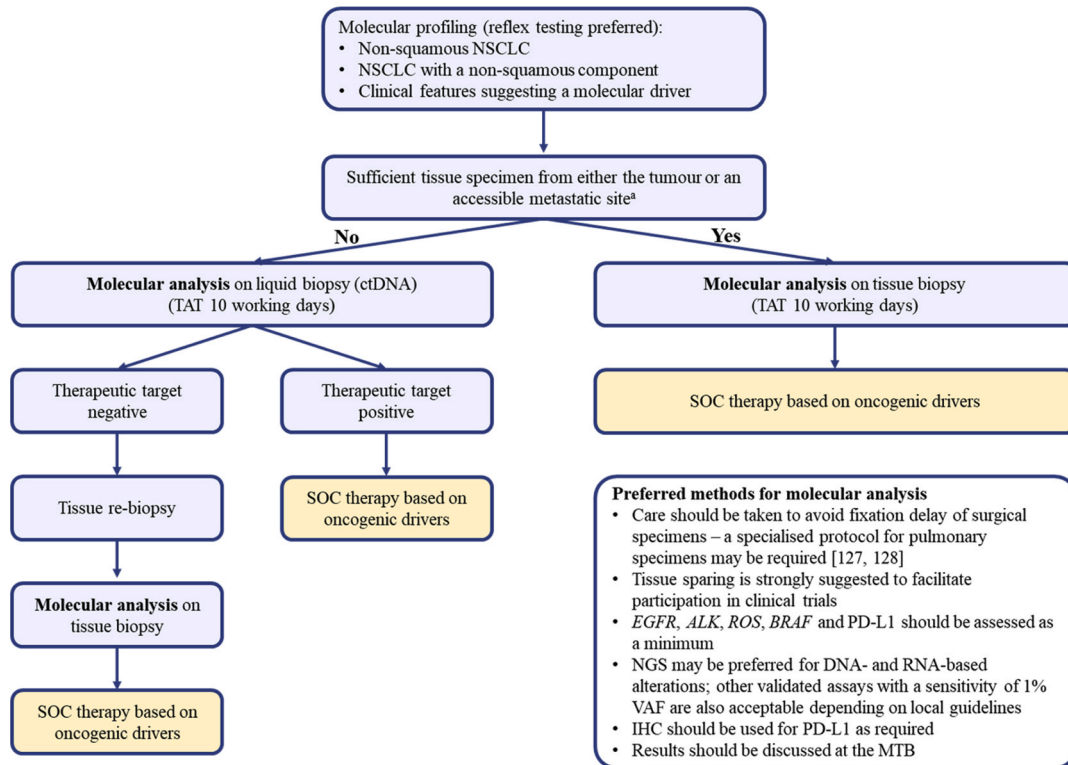 Molecular profiling (reflex testing preferred):
• Non-squamous NSCLC
• NSCLC with a non-squamous component
• Clinical features suggesting a molecular driver
Sufficient tissue specimen from either the tumour or an
accessible metastatic siteᵃ
No
Yes
Molecular analysis on liquid biopsy (ctDNA)
(TAT 10 working days)
Molecular analysis on tissue biopsy
(TAT 10 working days)
Therapeutic target
negative
Therapeutic target
positive
SOC therapy based on oncogenic drivers
Tissue re-biopsy
SOC therapy based on
oncogenic drivers
Molecular analysis on
tissue biopsy
SOC therapy based on
oncogenic drivers
Preferred methods for molecular analysis
• Care should be taken to avoid fixation delay of surgical
specimens – a specialised protocol for pulmonary
specimens may be required [127, 128]
• Tissue sparing is strongly suggested to facilitate
participation in clinical trials
• EGFR, ALK, ROS, BRAF and PD-L1 should be assessed as
a minimum
• NGS may be preferred for DNA- and RNA-based
alterations; other validated assays with a sensitivity of 1%
VAF are also acceptable depending on local guidelines
• IHC should be used for PD-L1 as required
• Results should be discussed at the MTB